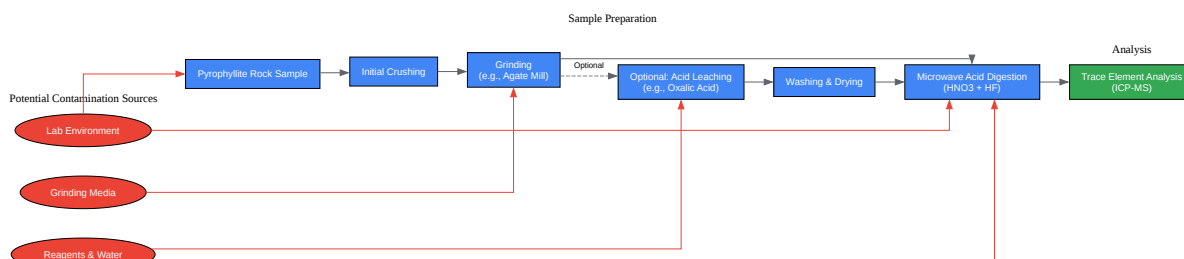 Sample Preparation
Analysis
Potential Contamination Sources
Pyrophyllite Rock Sample
Initial Crushing
Grinding
(e.g., Agate Mill)
Optional
Optional: Acid Leaching
(e.g., Oxalic Acid)
Washing & Drying
Microwave Acid Digestion
(HNO3 + HF)
Trace Element Analysis
(ICP-MS)
Lab Environment
Grinding Media
Reagents & Water